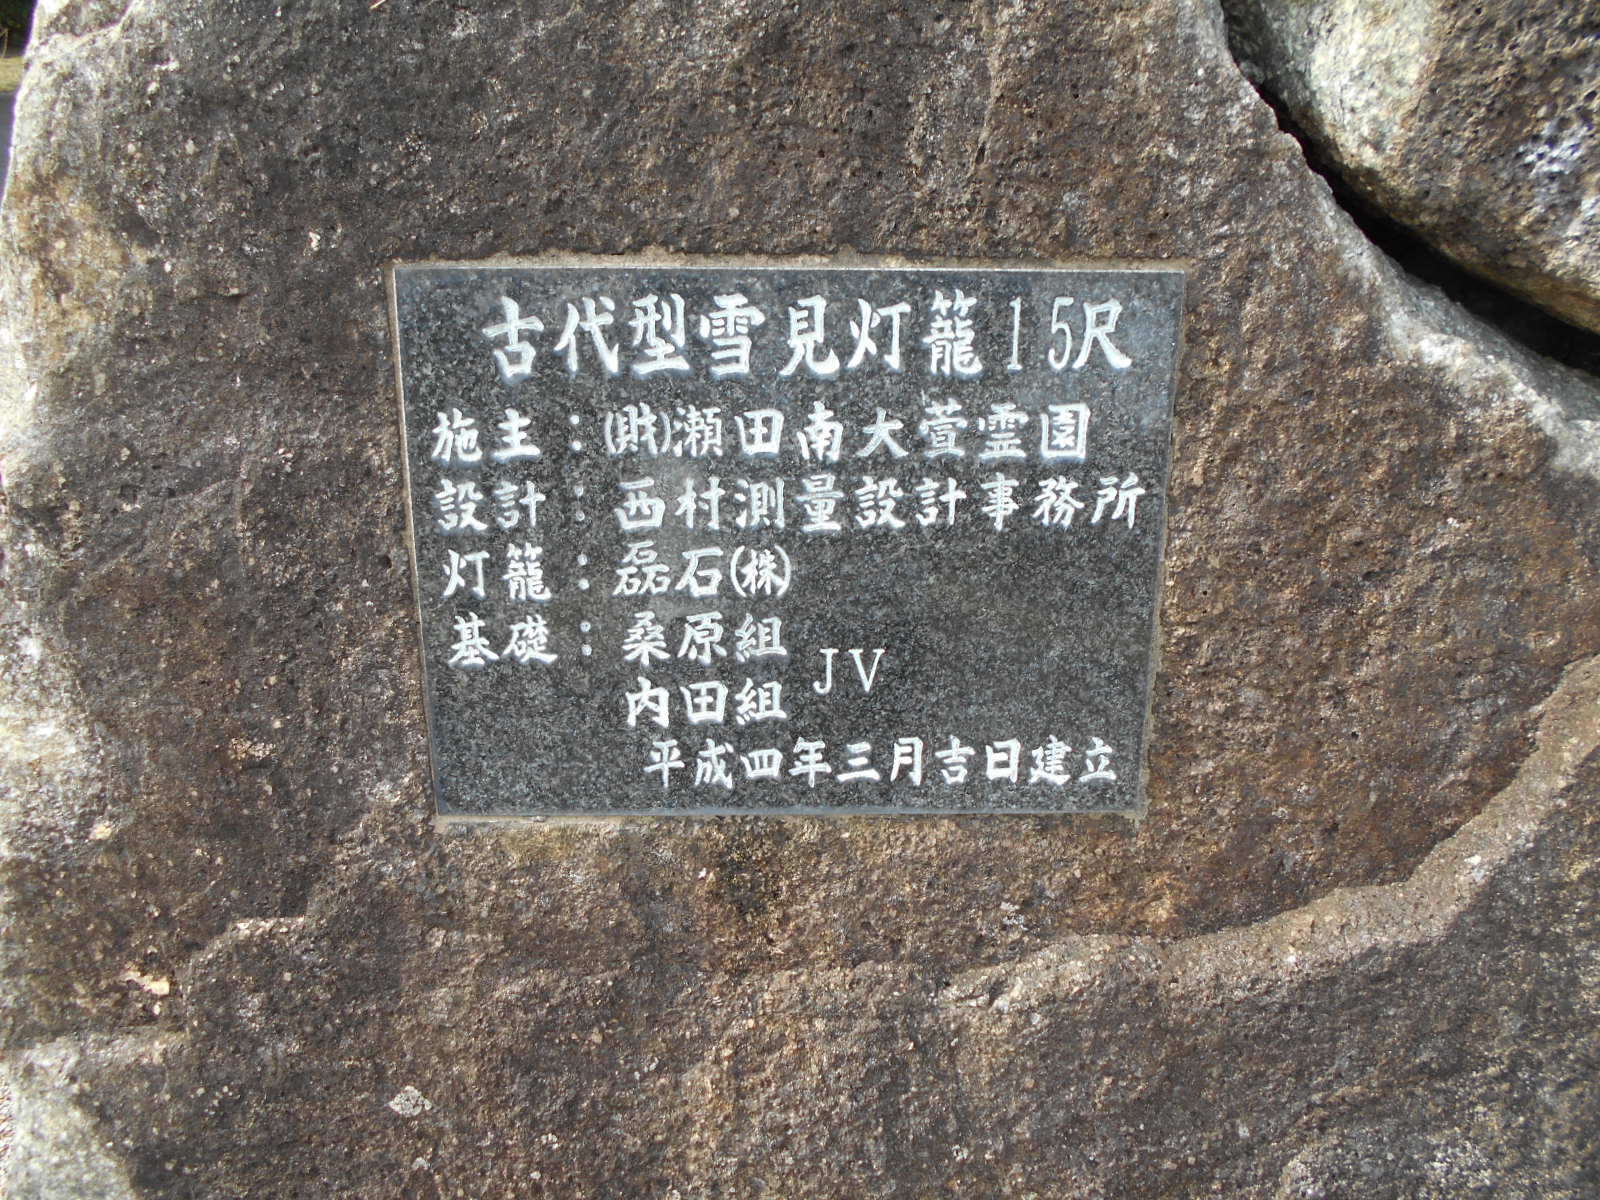 古代型雪見灯籠15尺
施主：(財)瀬田南大萱霊園
設計：西村測量設計事務所
灯籠：磊石(株)
基礎：桑原組
内田組 JV
平成四年三月吉日建立